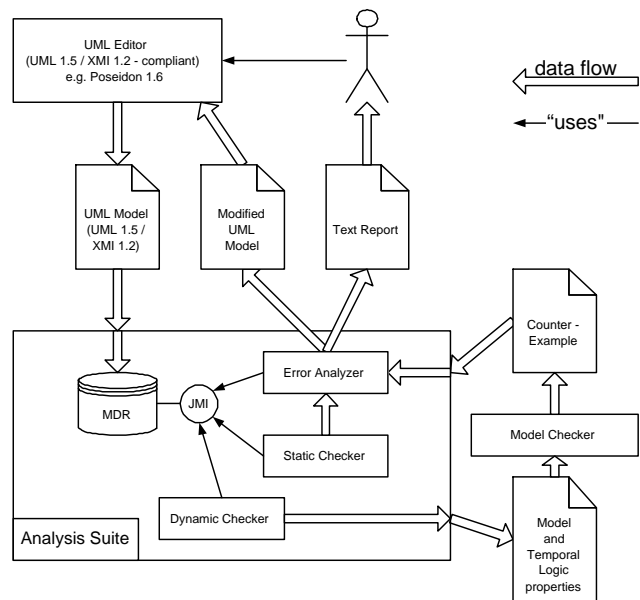 UML Editor
(UML 1.5 / XMI 1.2 - compliant)
e.g. Poseidon 1.6
data flow
“uses"
UML Model
(UML 1.5 /
XMI 1.2)
Modified
UML
Model
Text Report
Counter -
Example
Error Analyzer
MDR
JMI
Model Checker
Static Checker
Dynamic Checker
Analysis Suite
Model
and
Temporal
Logic
properties